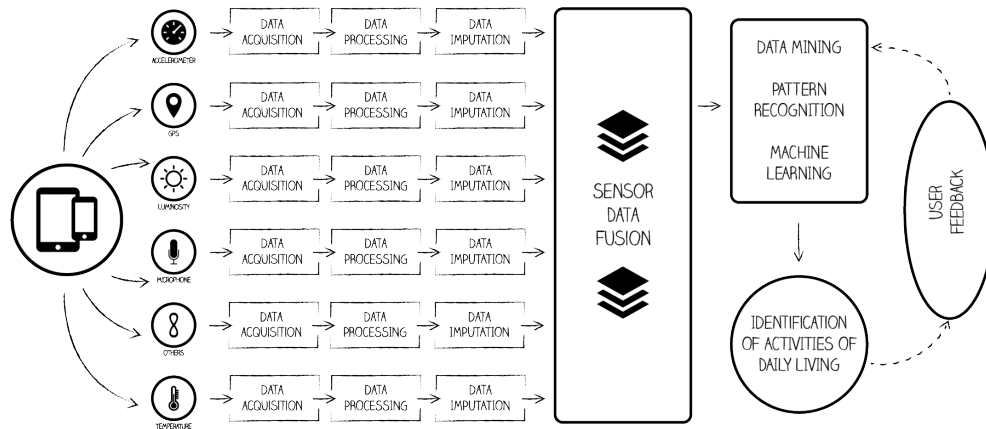 ACCELEROMETER
DATA
ACQUISITION
DATA
PROCESSING
DATA
IMPUTATION
GPS
DATA
ACQUISITION
DATA
PROCESSING
DATA
IMPUTATION
LUMINOSITY
DATA
ACQUISITION
DATA
PROCESSING
DATA
IMPUTATION
MICROPHONE
DATA
ACQUISITION
DATA
PROCESSING
DATA
IMPUTATION
OTHERS
DATA
ACQUISITION
DATA
PROCESSING
DATA
IMPUTATION
TEMPERATURE
DATA
ACQUISITION
DATA
PROCESSING
DATA
IMPUTATION
SENSOR
DATA
FUSION
DATA MINING
PATTERN
RECOGNITION
MACHINE
LEARNING
IDENTIFICATION
OF ACTIVITIES OF
DAILY LIVING
USER
FEEDBACK